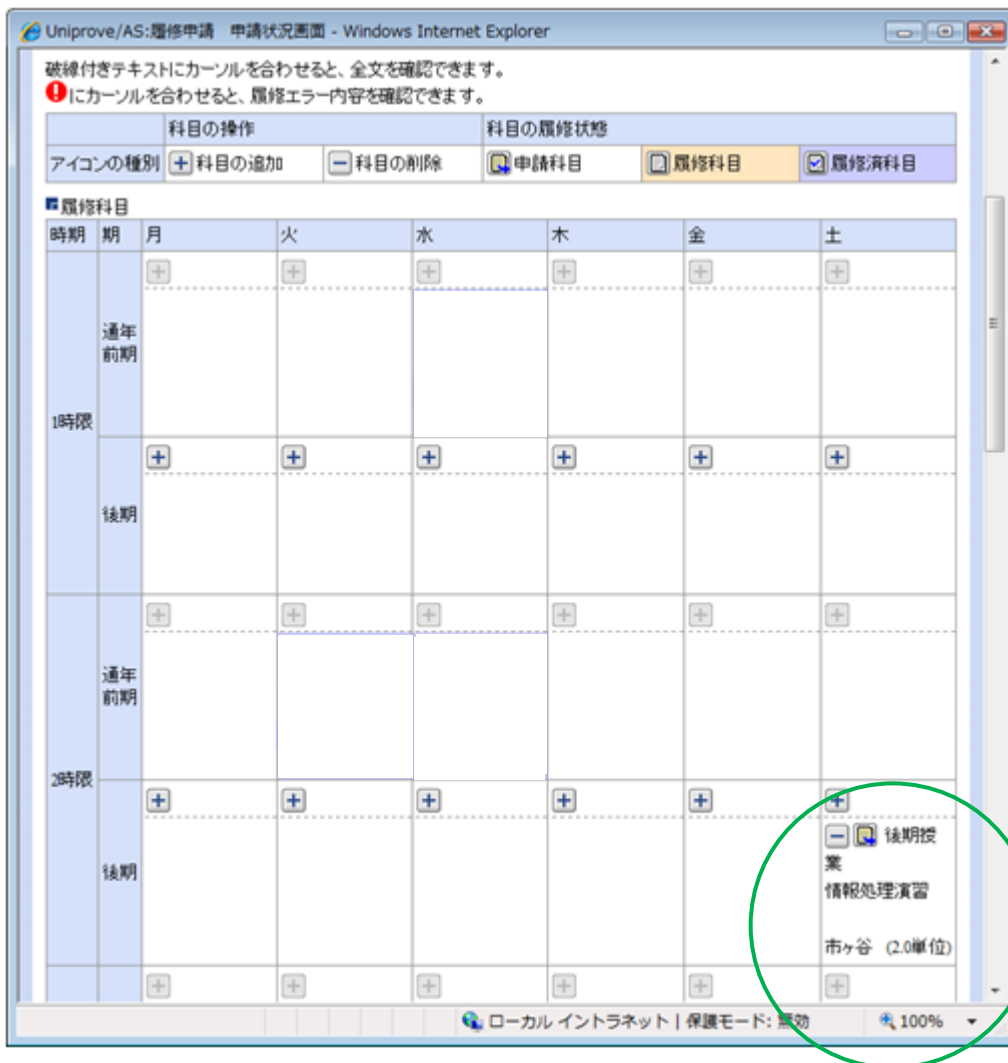 Uniprove/AS:履修申請 申請状況画面 - Windows Internet Explorer
破線付きテキストにカーソルを合わせると、全文を確認できます。
にカーソルを合わせると、履修エラー内容を確認できます。
科目の操作 科目の履修状態
アイコンの種別 科目の追加 科目の削除 申請科目 履修科目 履修済科目
履修科目
時期 期 月 火 水 木 金 土
通年
前期
1時限
後期
通年
前期
2時限
後期授
業
後期
情報処理演習
市ヶ谷 (2.0単位)
ローカル イントラネット | 保護モード: 無効 100%